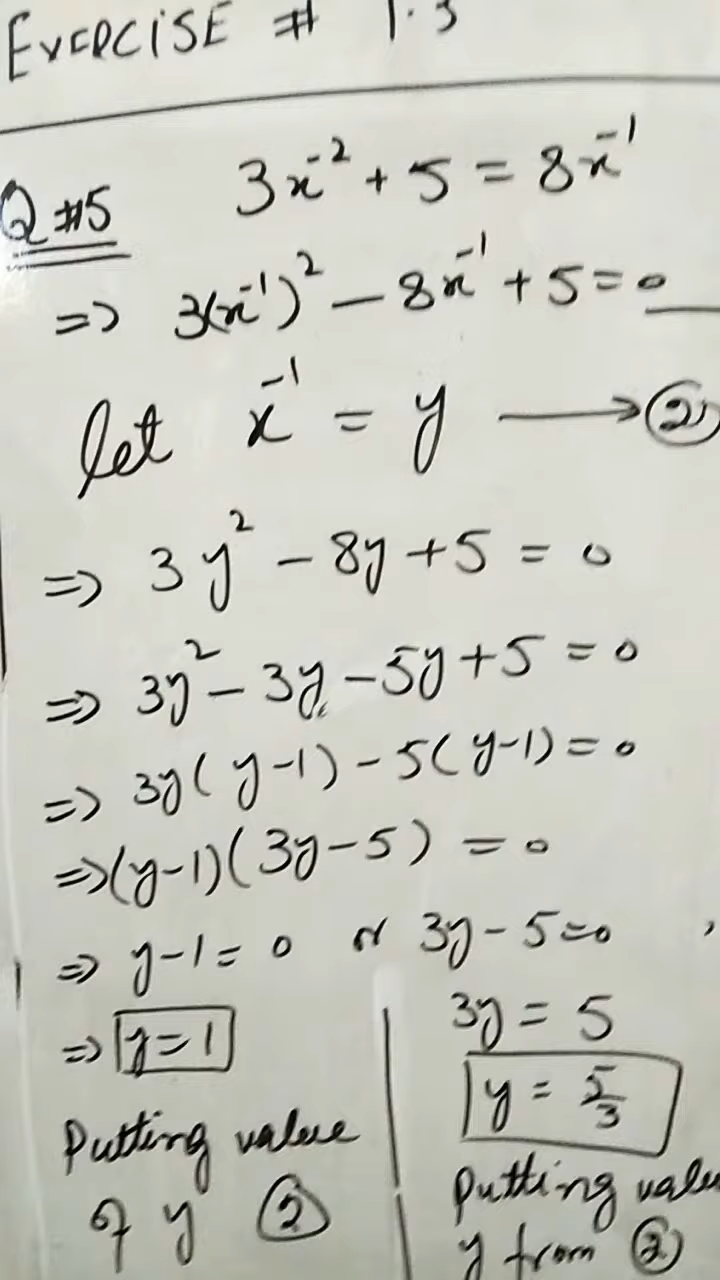 EXERCISE # 1.3
Q #5 3x⁻² + 5 = 8x⁻¹
=> 3(x⁻¹)² - 8x⁻¹ + 5 = 0
let x⁻¹ = y → ②
=> 3y² - 8y + 5 = 0
=> 3y² - 3y - 5y + 5 = 0
=> 3y(y-1) - 5(y-1) = 0
=> (y-1)(3y-5) = 0
=> y-1 = 0 or 3y-5=0,
=> y=1
Putting value
of y ②
3y = 5
y = 5/3
putting value
y from ②